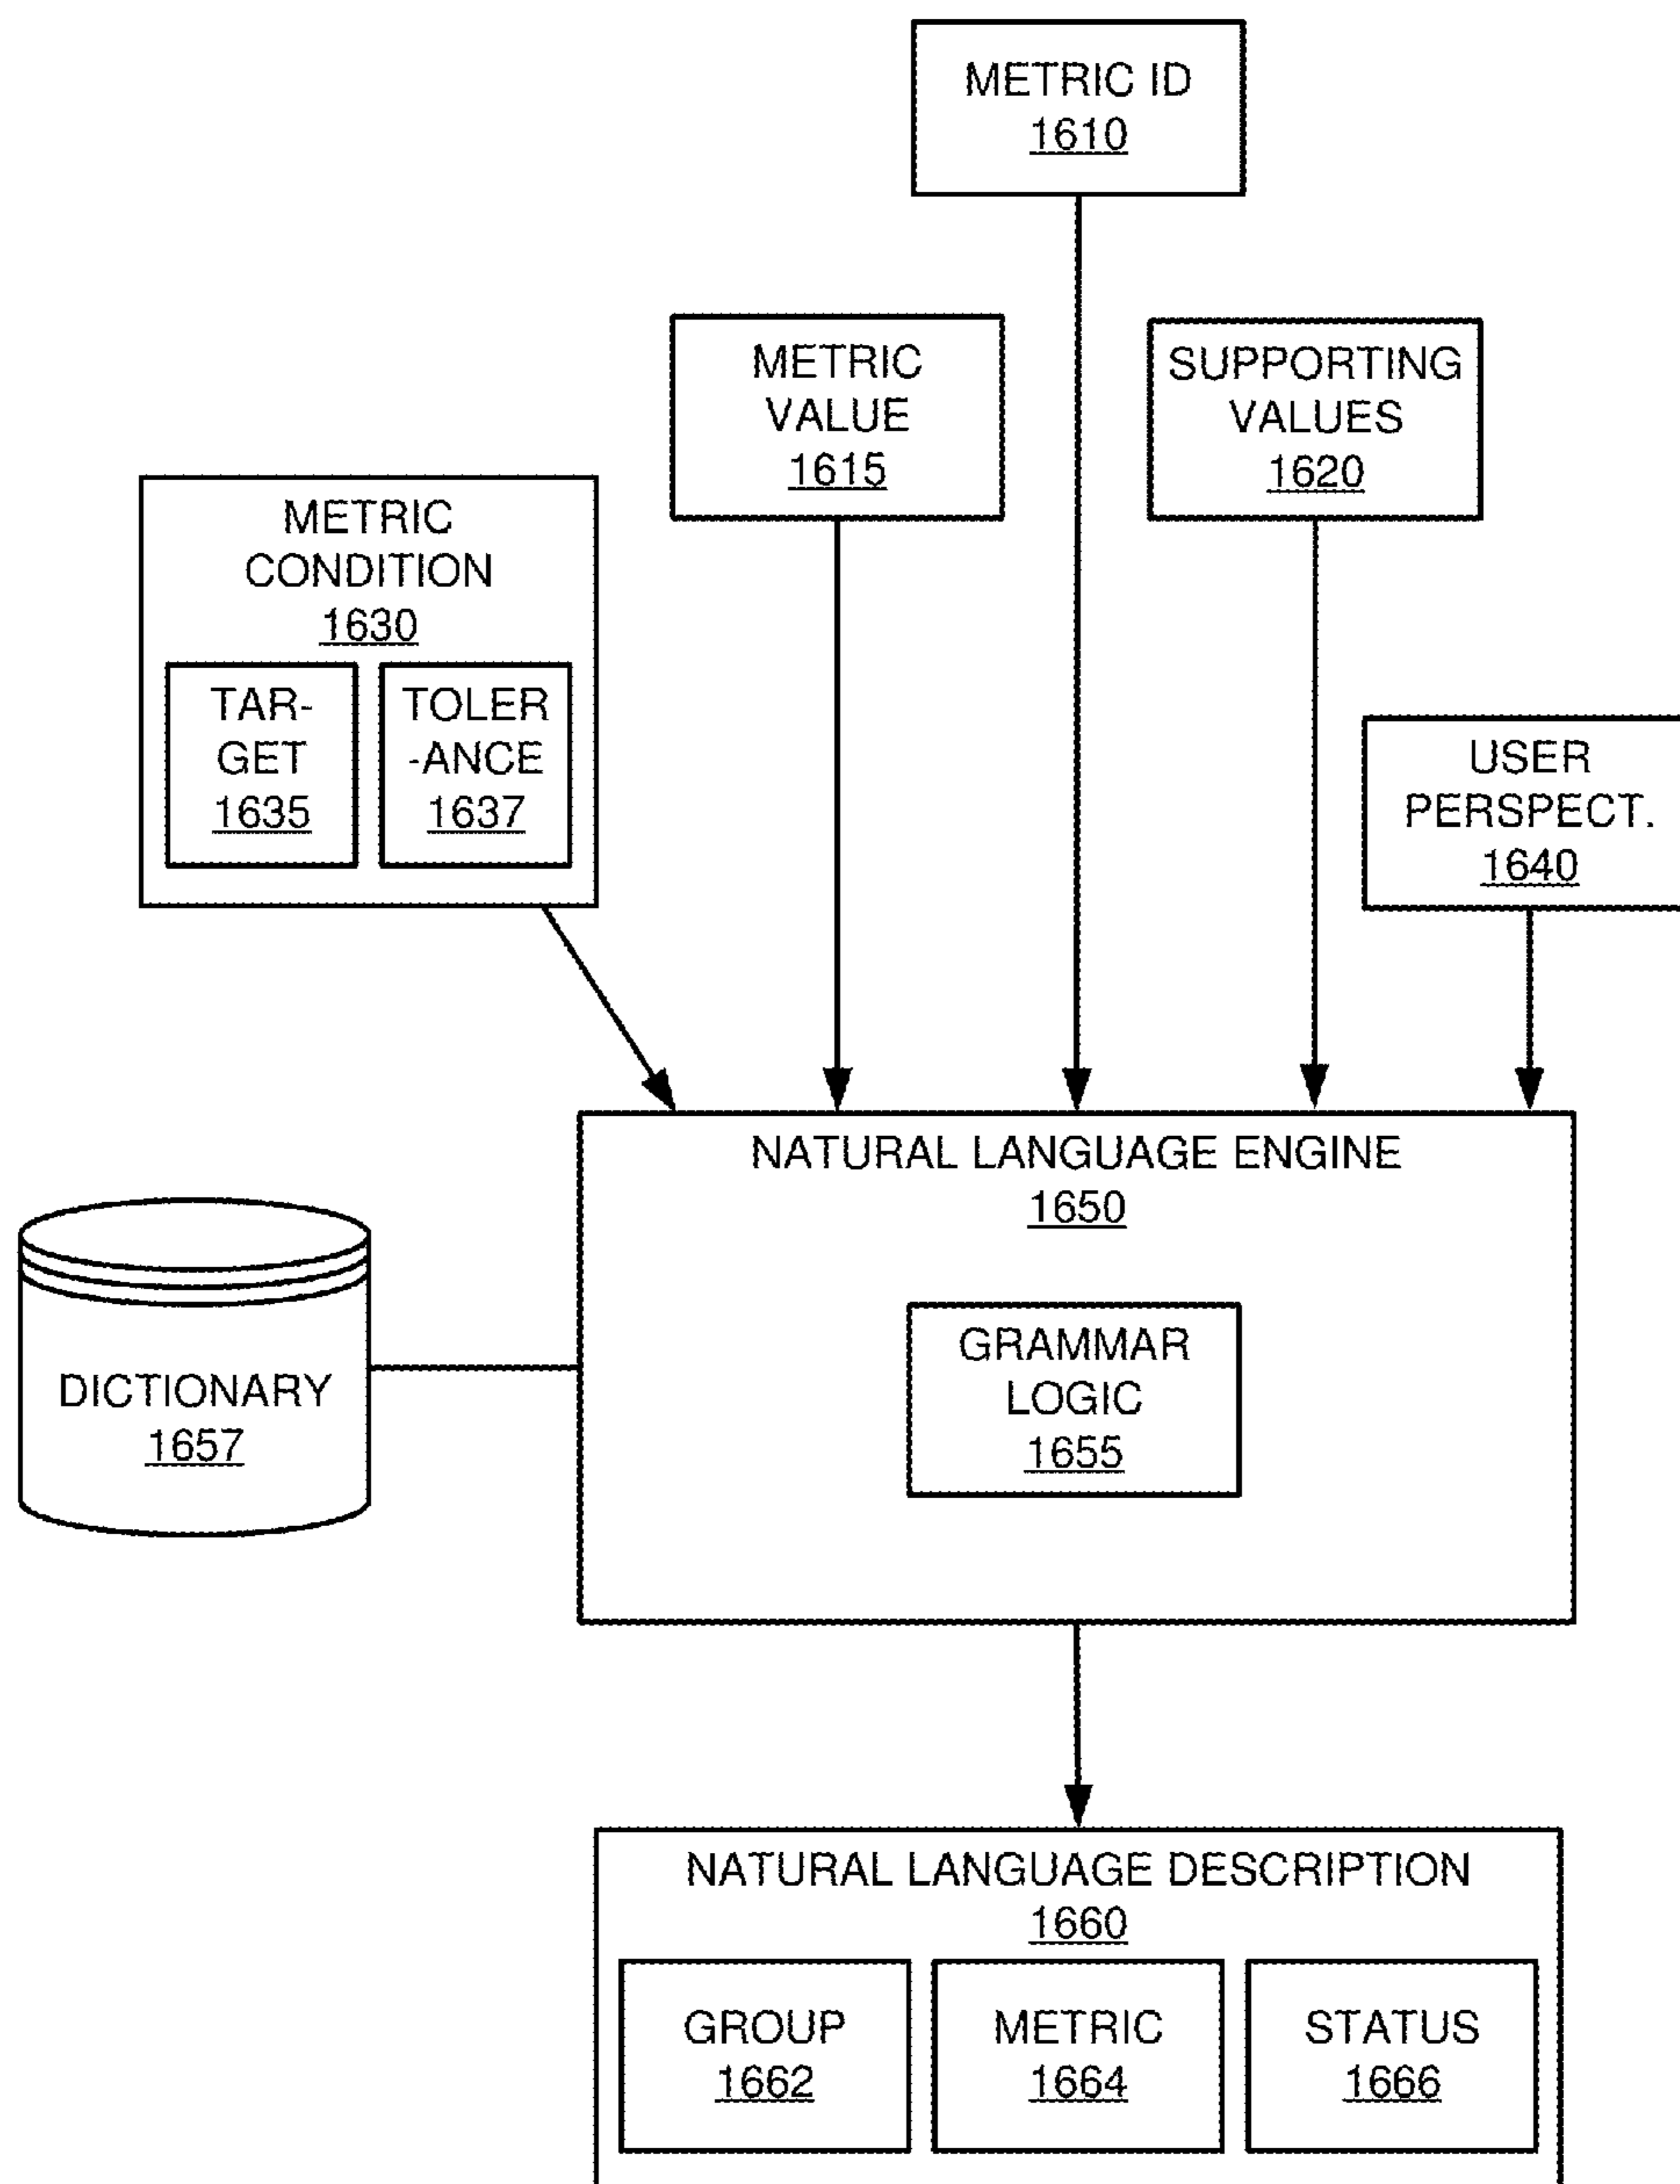 METRIC ID
1610
METRIC
VALUE
1615
SUPPORTING
VALUES
1620
METRIC
CONDITION
1630
TAR-
GET
1635
TOLER
-ANCE
1637
USER
PERSPECT.
1640
NATURAL LANGUAGE ENGINE
1650
GRAMMAR
LOGIC
1655
DICTIONARY
1657
NATURAL LANGUAGE DESCRIPTION
1660
GROUP
1662
METRIC
1664
STATUS
1666